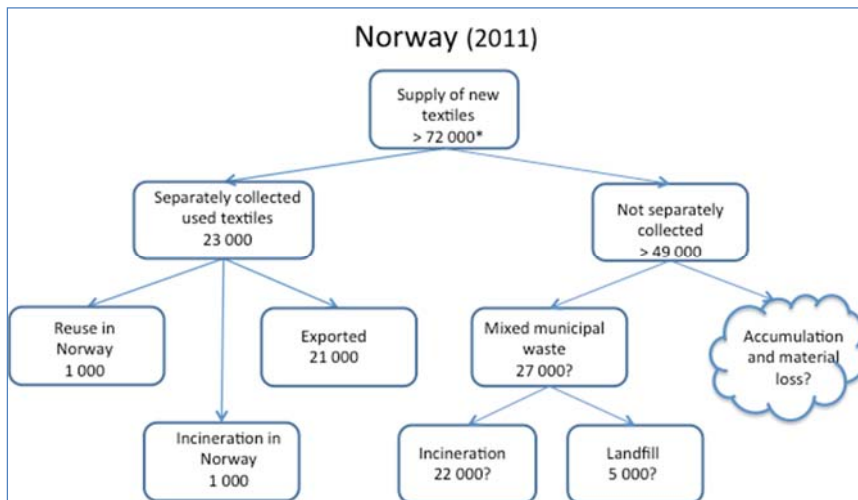 Norway (2011)
Supply of new
textiles
> 72 000*
Separately collected
used textiles
23 000
Not separately
collected
> 49 000
Reuse in
Norway
1 000
Exported
21 000
Mixed municipal
waste
27 000?
Accumulation
and material
loss?
Incineration in
Norway
1 000
Incineration
22 000?
Landfill
5 000?